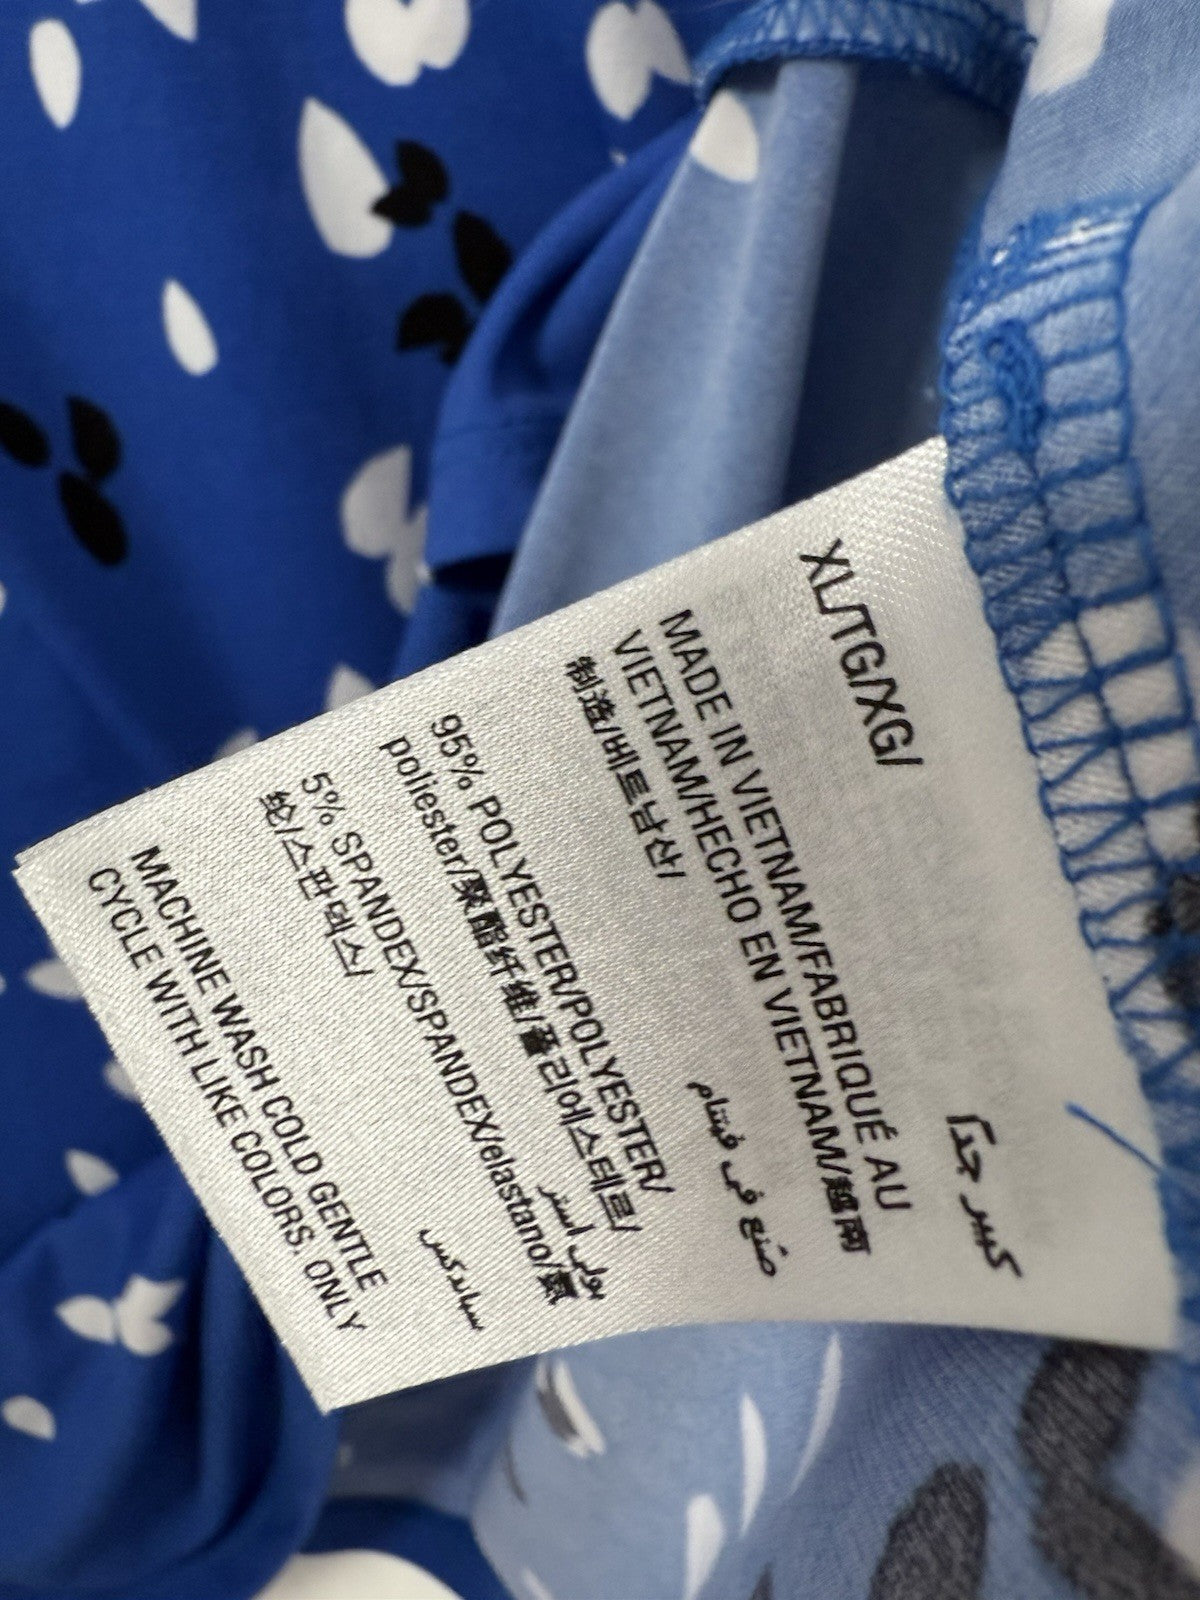 XL/TG/XG/
كبير جداً
MADE IN VIETNAM/FABRIQUÉ AU
VIETNAM/HECHO EN VIETNAM/越南
制造/베트남산/
صُنع في فيتنام
95% POLYESTER/POLYESTER/
poliester/聚酯纤维/폴리에스테르/
بولي استر
5% SPANDEX/SPANDEX/elastano/氨
纶/스판덱스/
سباندكس
MACHINE WASH COLD GENTLE
CYCLE WITH LIKE COLORS. ONLY